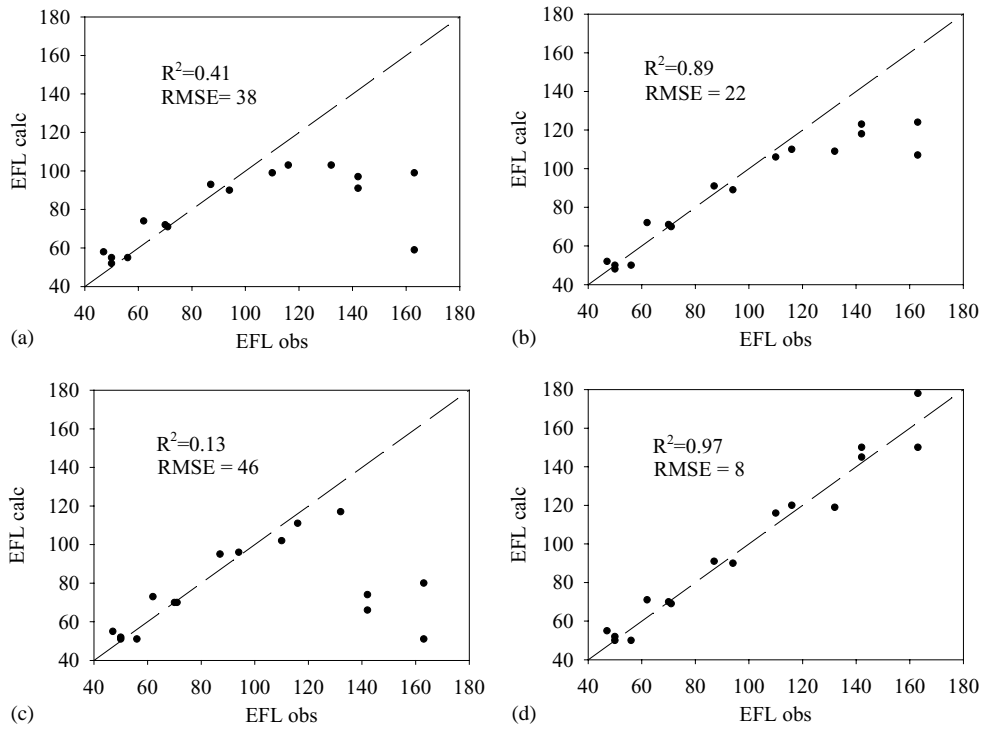 180
160
140
120
100
80
60
40
EFL calc
R²=0.41
RMSE= 38
40 60 80 100 120 140 160 180
EFL obs
(a)
180
160
140
120
100
80
60
40
EFL calc
R²=0.89
RMSE = 22
40 60 80 100 120 140 160 180
EFL obs
(b)
180
160
140
120
100
80
60
40
EFL calc
R²=0.13
RMSE = 46
40 60 80 100 120 140 160 180
EFL obs
(c)
180
160
140
120
100
80
60
40
EFL calc
R²=0.97
RMSE = 8
40 60 80 100 120 140 160 180
EFL obs
(d)